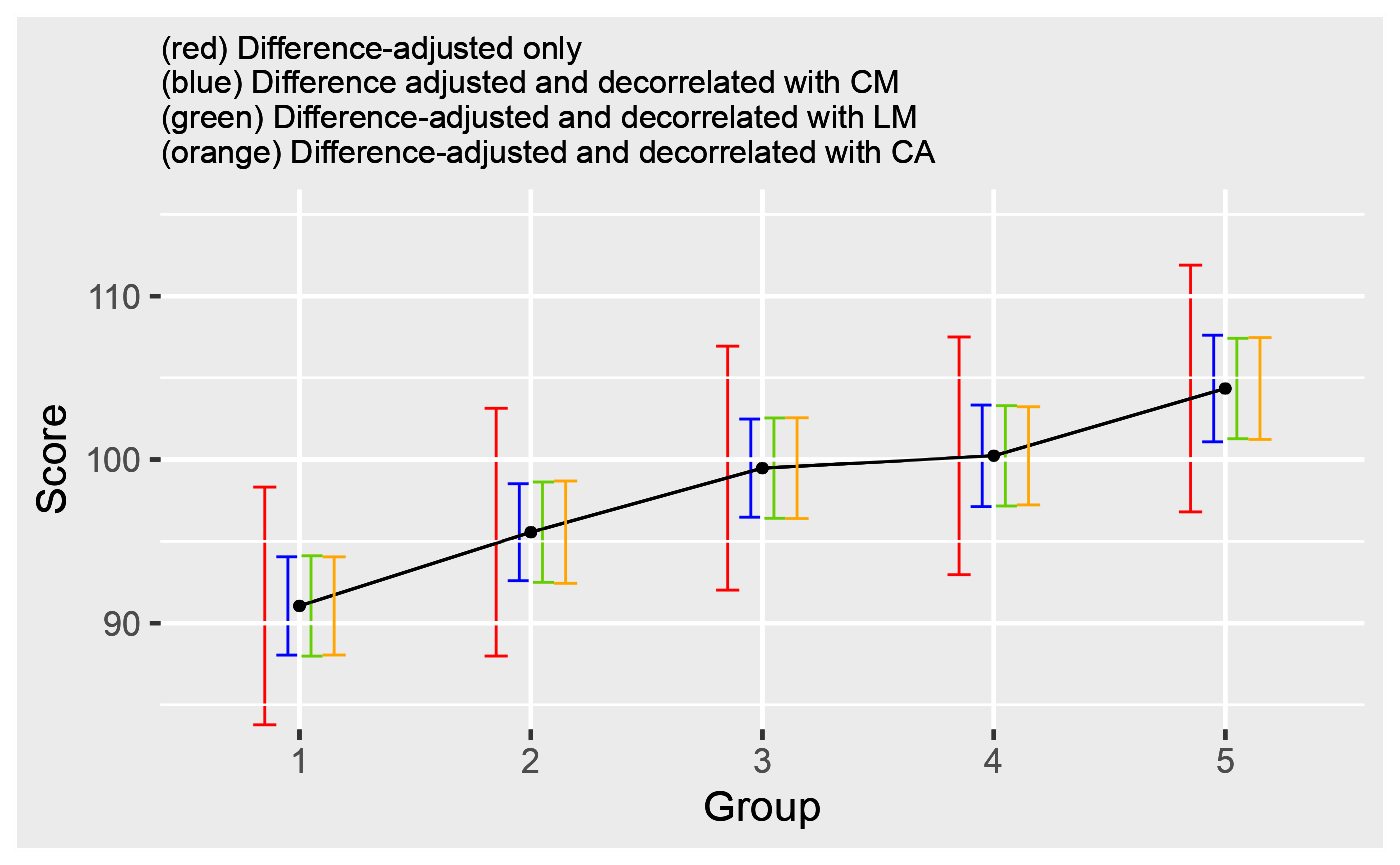 (red) Difference-adjusted only
(blue) Difference adjusted and decorrelated with CM
(green) Difference-adjusted and decorrelated with LM
(orange) Difference-adjusted and decorrelated with CA
110
100
90
Score
1 2 3 4 5
Group